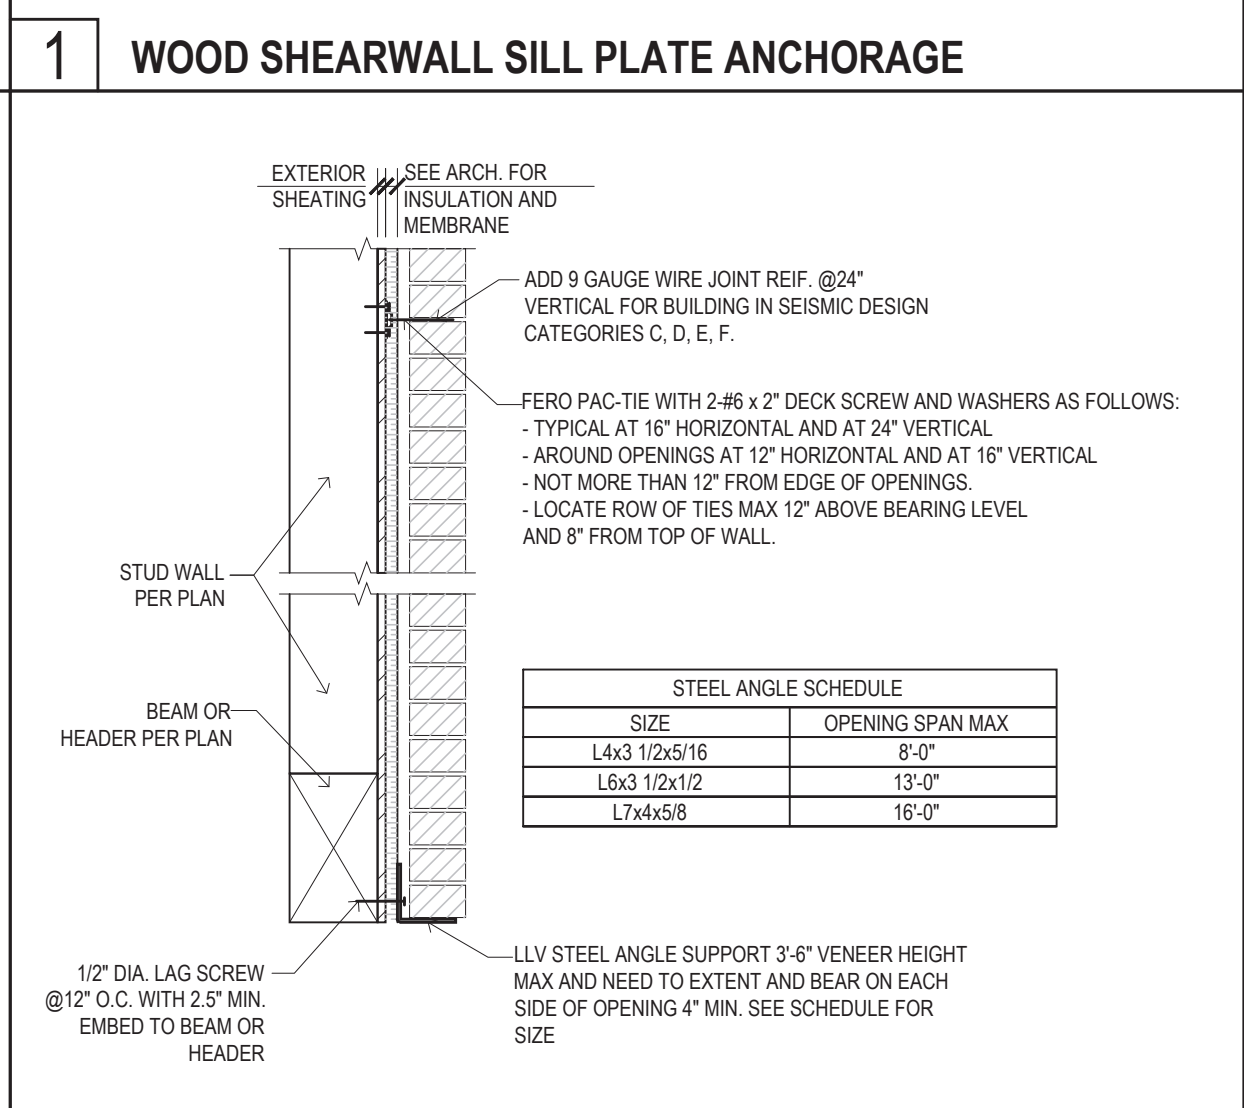 1
WOOD SHEARWALL SILL PLATE ANCHORAGE
EXTERIOR
SHEATING
SEE ARCH. FOR
INSULATION AND
MEMBRANE
ADD 9 GAUGE WIRE JOINT REIF. @24"
VERTICAL FOR BUILDING IN SEISMIC DESIGN
CATEGORIES C, D, E, F.
FERO PAC-TIE WITH 2-#6 x 2" DECK SCREW AND WASHERS AS FOLLOWS:
- TYPICAL AT 16" HORIZONTAL AND AT 24" VERTICAL
- AROUND OPENINGS AT 12" HORIZONTAL AND AT 16" VERTICAL
- NOT MORE THAN 12" FROM EDGE OF OPENINGS.
- LOCATE ROW OF TIES MAX 12" ABOVE BEARING LEVEL
AND 8" FROM TOP OF WALL.
STUD WALL
PER PLAN
BEAM OR
HEADER PER PLAN
STEEL ANGLE SCHEDULE
SIZE OPENING SPAN MAX
L4x3 1/2x5/16 8'-0"
L6x3 1/2x1/2 13'-0"
L7x4x5/8 16'-0"
1/2" DIA. LAG SCREW
@12" O.C. WITH 2.5" MIN.
EMBED TO BEAM OR
HEADER
LLV STEEL ANGLE SUPPORT 3'-6" VENEER HEIGHT
MAX AND NEED TO EXTENT AND BEAR ON EACH
SIDE OF OPENING 4" MIN. SEE SCHEDULE FOR
SIZE